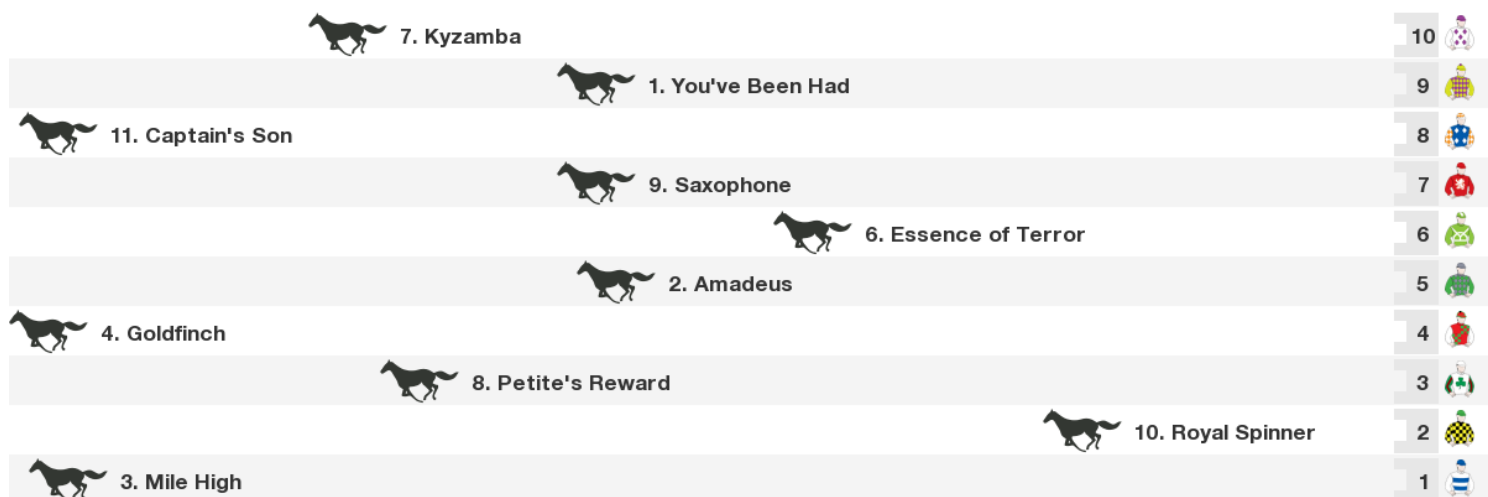 7. Kyzamba 10
1. You've Been Had 9
11. Captain's Son 8
9. Saxophone 7
6. Essence of Terror 6
2. Amadeus 5
4. Goldfinch 4
8. Petite's Reward 3
10. Royal Spinner 2
3. Mile High 1